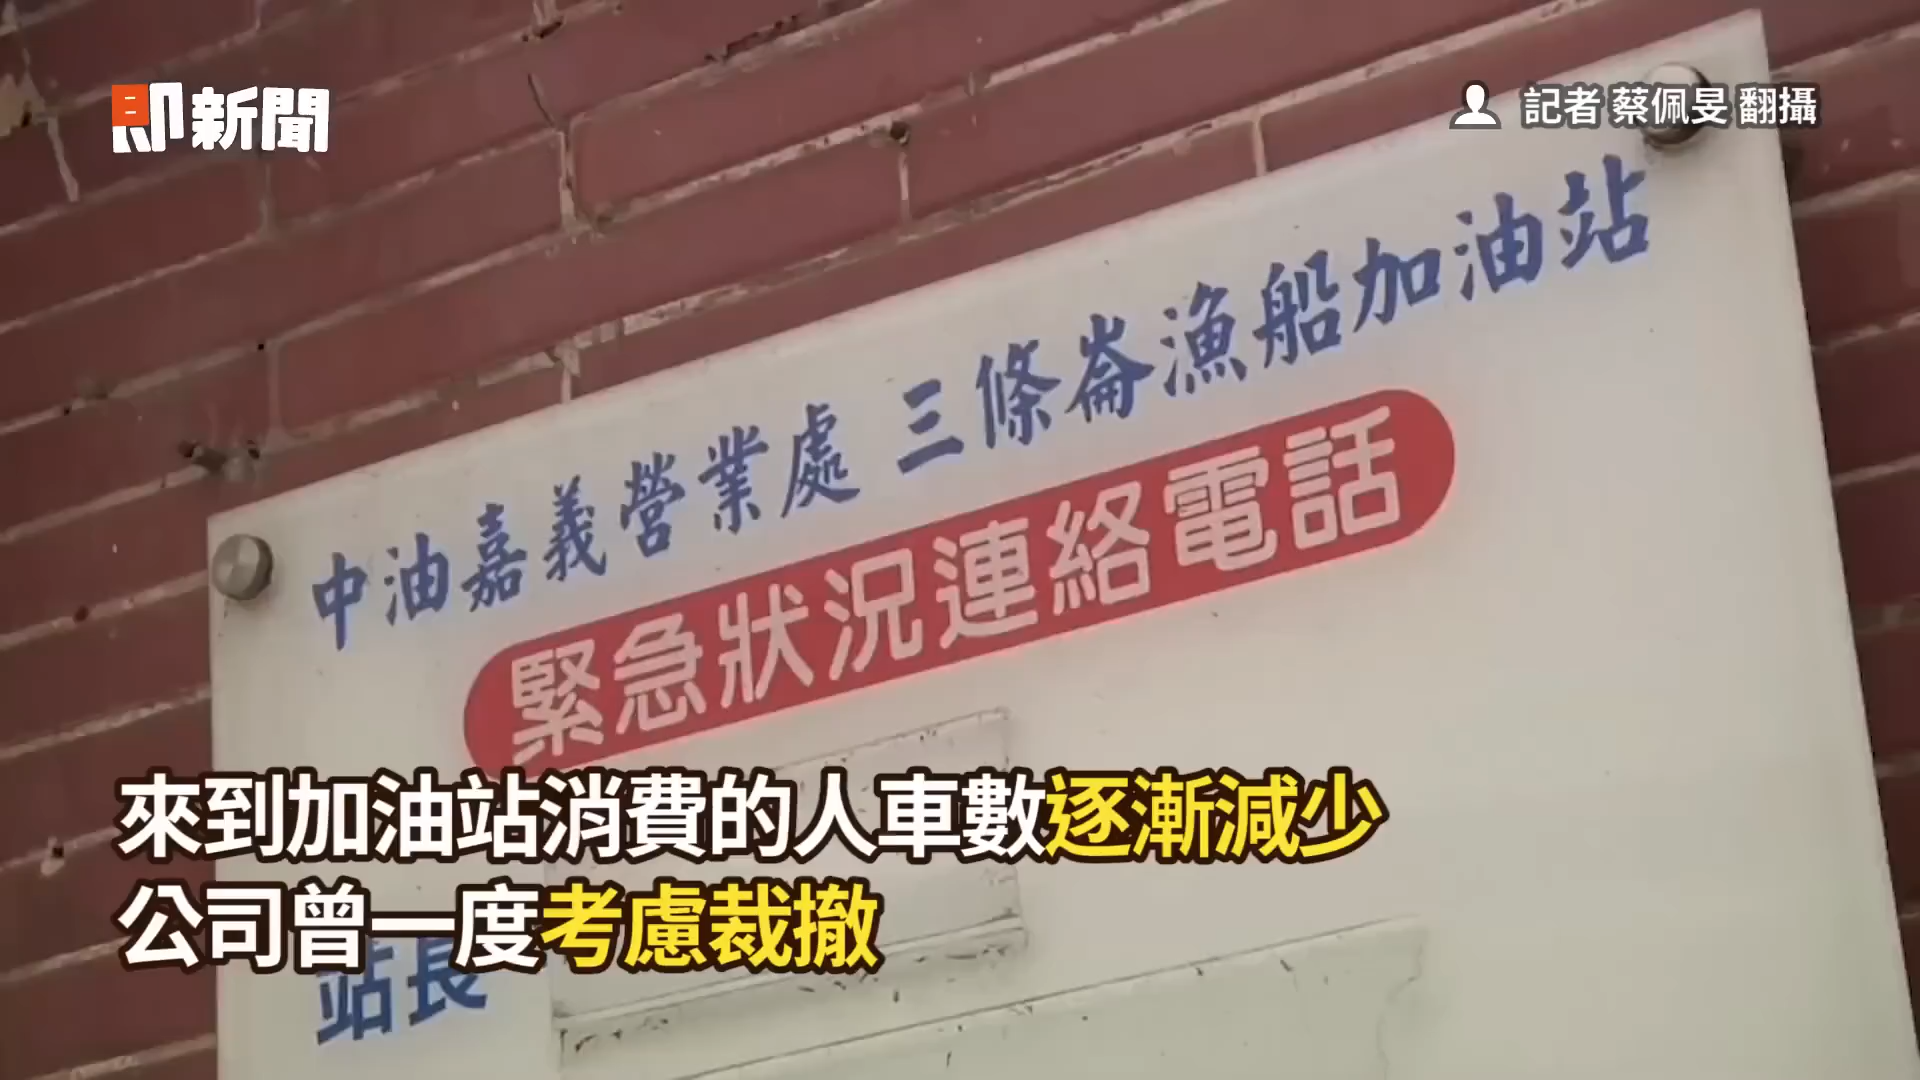 即新聞
記者 蔡佩旻 翻攝
中油嘉義營業處 三條崙漁船加油站
緊急狀況連絡電話
來到加油站消費的人車數逐漸減少
公司曾一度考慮裁撤
站長